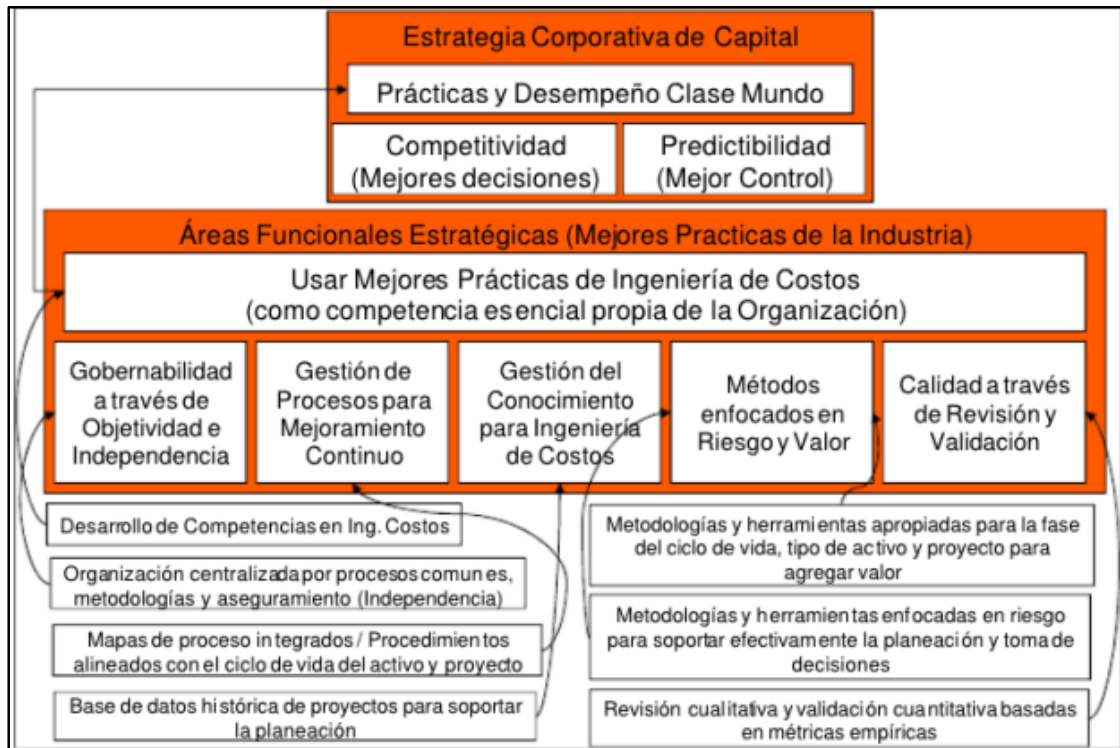 Estrategia Corporativa de Capital
Prácticas y Desempeño Clase Mundo
Competitividad
(Mejores decisiones)
Predictibilidad
(Mejor Control)
Áreas Funcionales Estratégicas (Mejores Practicas de la Industria)
Usar Mejores Prácticas de Ingeniería de Costos
(como competencia esencial propia de la Organización)
Gobernabilidad
a través de
Objetividad e
Independencia
Gestión de
Procesos para
Mejoramiento
Continuo
Gestión del
Conocimiento
para Ingeniería
de Costos
Métodos
enfocados en
Riesgo y Valor
Calidad a través
de Revisión y
Validación
Desarrollo de Competencias en Ing. Costos
Organización centralizada por procesos comunes,
metodologías y aseguramiento (Independencia)
Mapas de proceso integrados / Procedimientos
alineados con el ciclo de vida del activo y proyecto
Base de datos histórica de proyectos para soportar
la planeación
Metodologías y herramientas apropiadas para la fase
del ciclo de vida, tipo de activo y proyecto para
agregar valor
Metodologías y herramientas enfocadas en riesgo
para soportar efectivamente la planeación y toma de
decisiones
Revisión cualitativa y validación cuantitativa basadas
en métricas empíricas